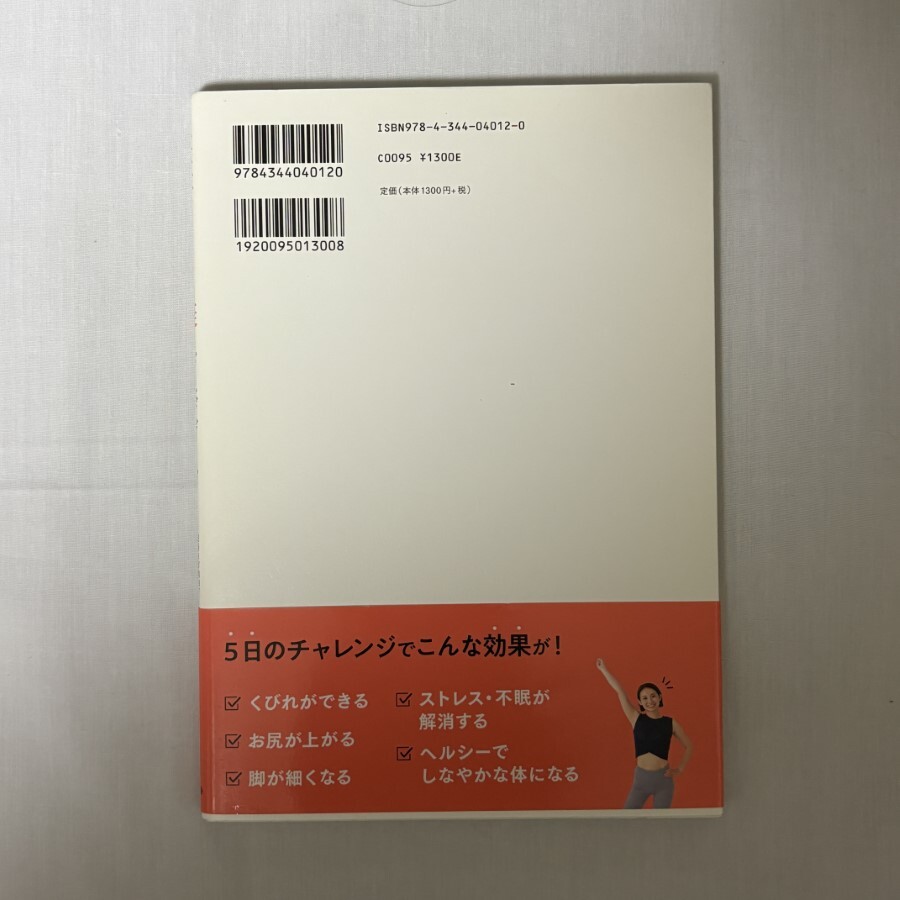 ISBN978-4-344-04012-0
9784344040120
C0095 ¥1300E
定価(本体1300円+税)
1920095013008
5日のチャレンジでこんな効果が!
くびれができる
お尻が上がる
脚が細くなる
ストレス・不眠が
解消する
ヘルシーで
しなやかな体になる